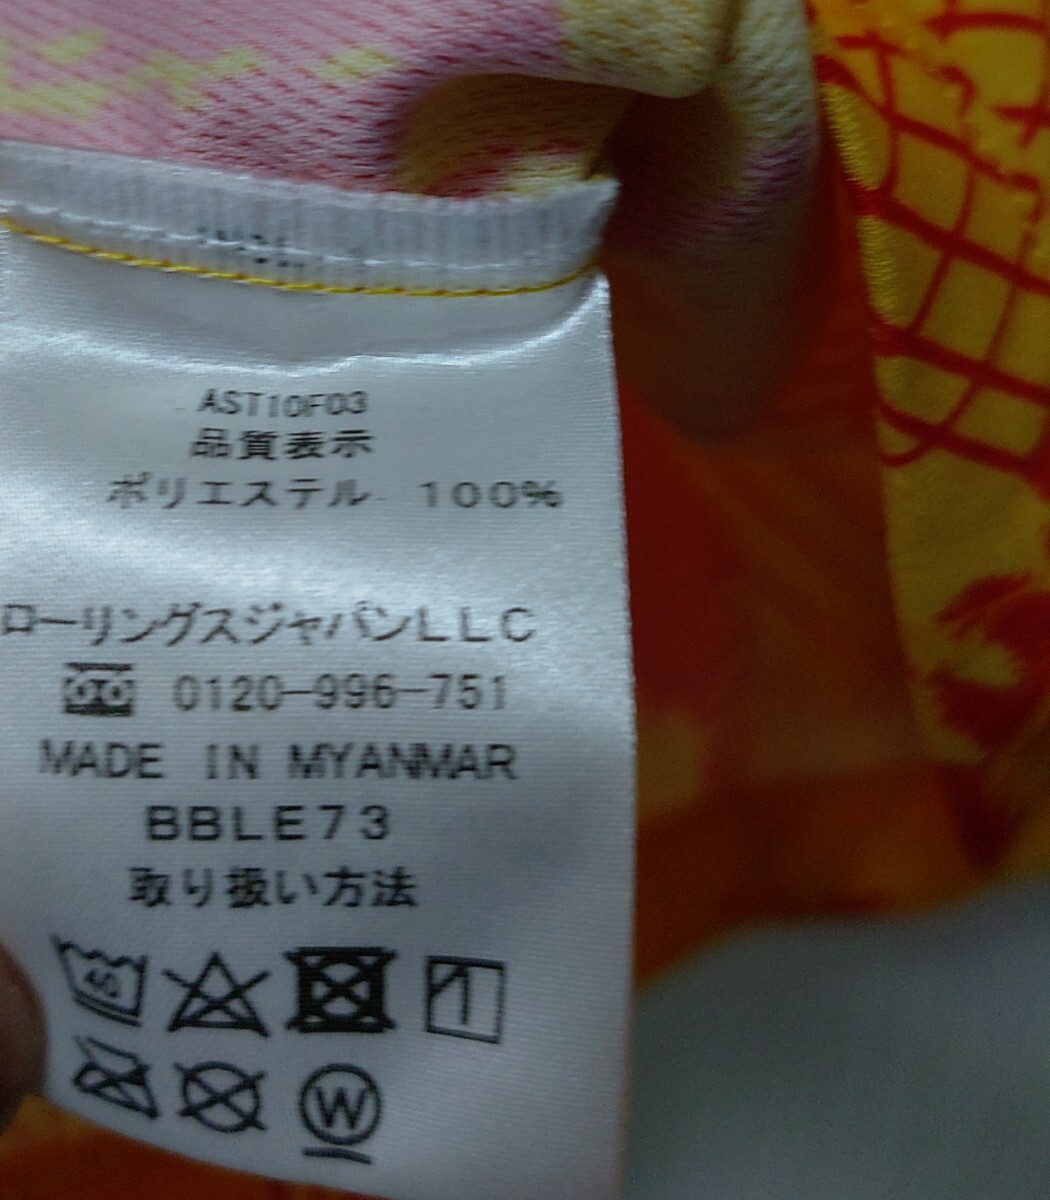 AST10F03
品質表示
ポリエステル 100%
ローリングスジャパンLLC
0120-996-751
MADE IN MYANMAR
BBLE73
取り扱い方法
W